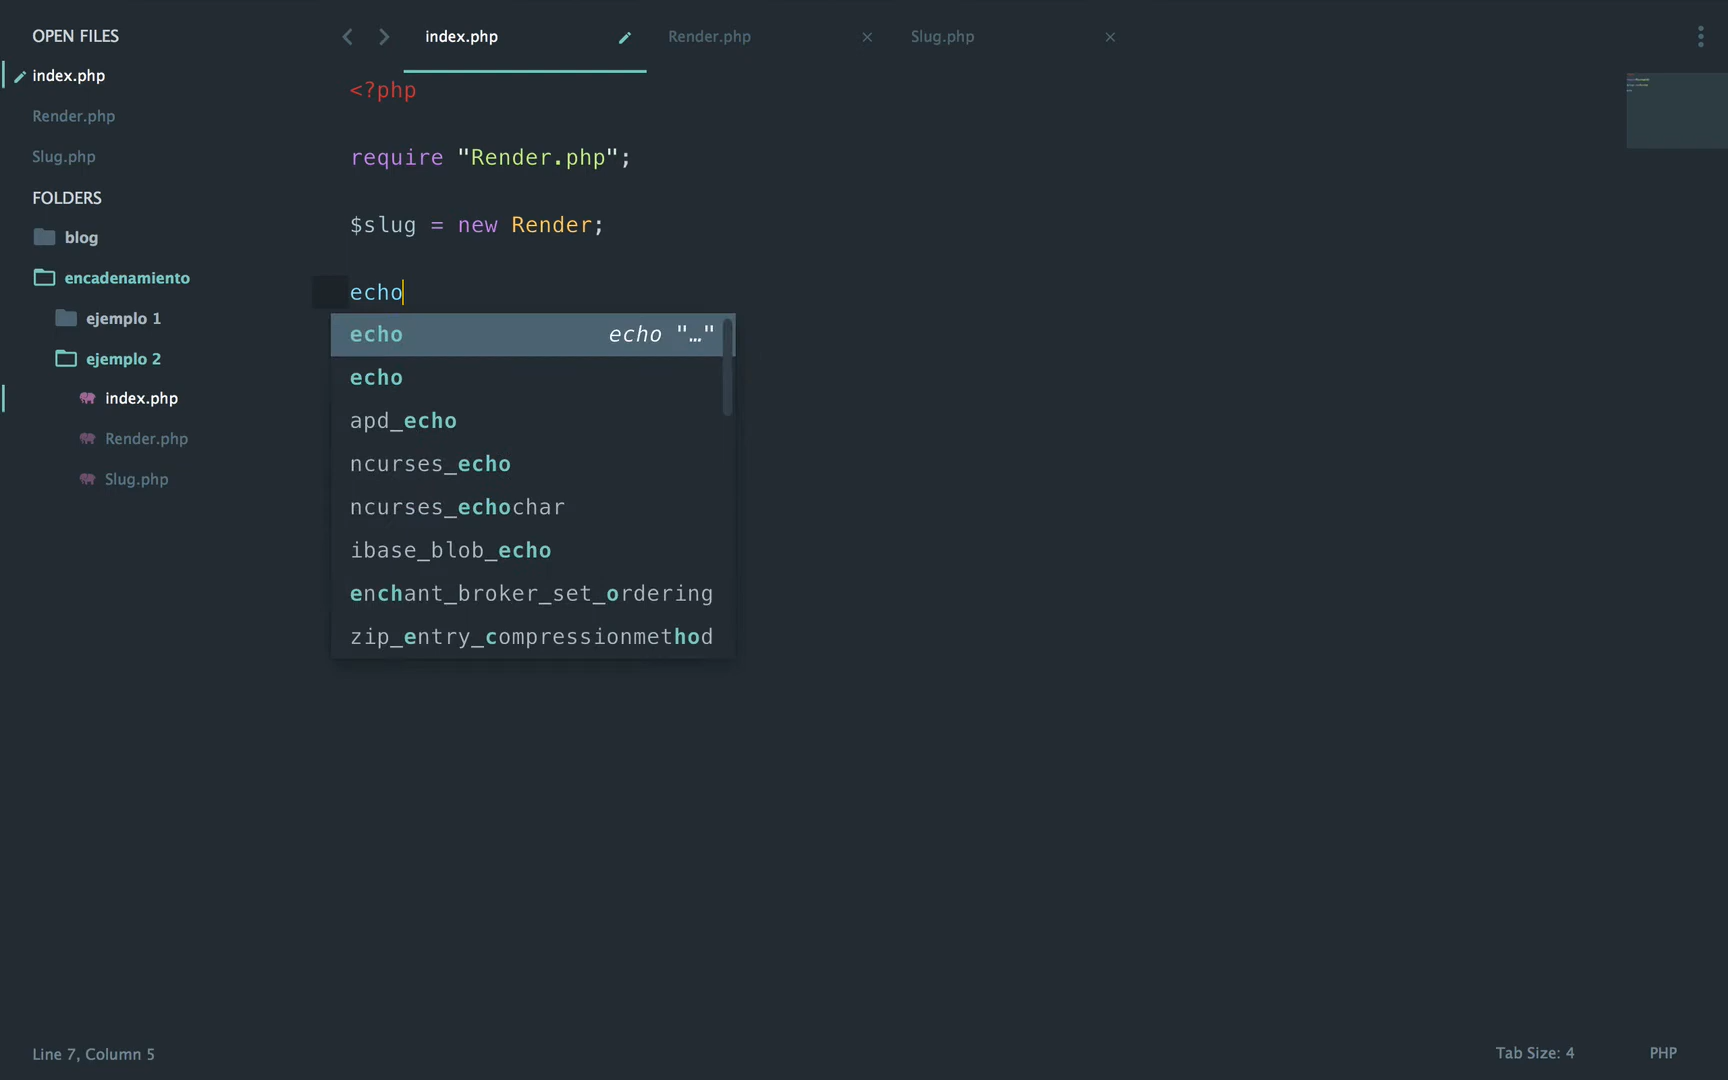 OPEN FILES
index.php
Render.php
Slug.php
FOLDERS
blog
encadenamiento
ejemplo 1
ejemplo 2
index.php
Render.php
Slug.php
index.php
Render.php
Slug.php
<?php
require "Render.php";
$slug = new Render;
echo
echo echo "…"
echo
apd_echo
ncurses_echo
ncurses_echochar
ibase_blob_echo
enchant_broker_set_ordering
zip_entry_compressionmethod
Line 7, Column 5
Tab Size: 4
PHP